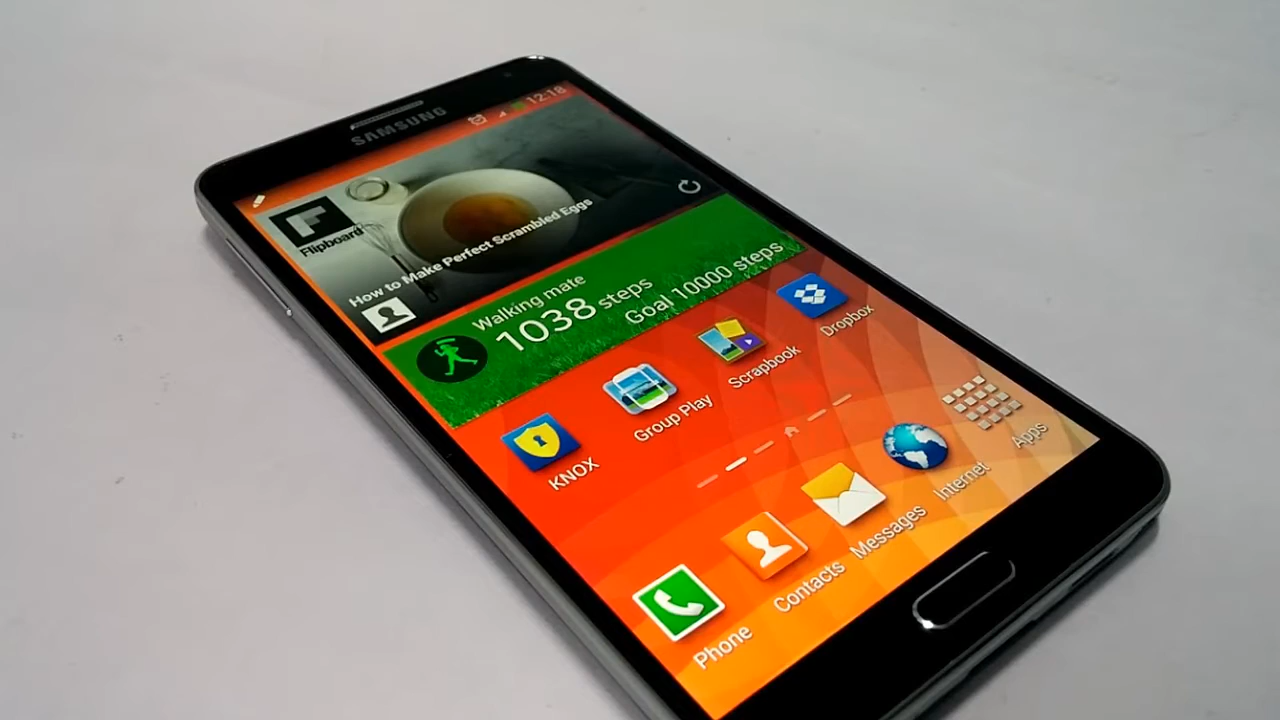 SAMSUNG
12:18
Flipboard
How to Make Perfect Scrambled Eggs
Walking mate
1038 steps
Goal 10000 steps
KNOX
Group Play
Scrapbook
Dropbox
Phone
Contacts
Messages
Internet
Apps